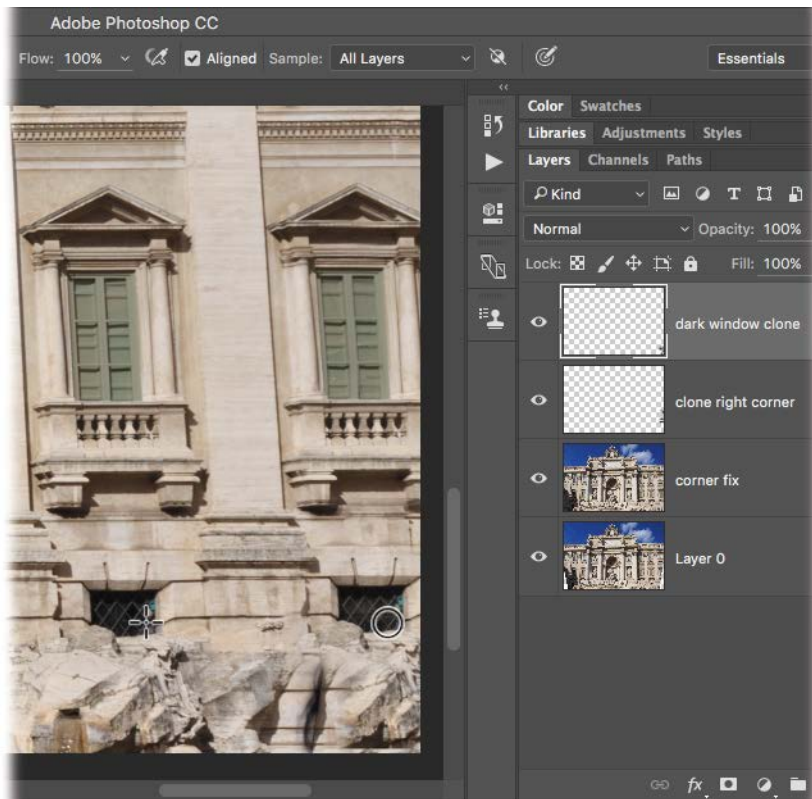 Adobe Photoshop CC
Flow: 100% Aligned Sample: All Layers Essentials
Color Swatches
Libraries Adjustments Styles
Layers Channels Paths
Kind
Normal Opacity: 100%
Lock: Fill: 100%
dark window clone
clone right corner
corner fix
Layer 0
fx